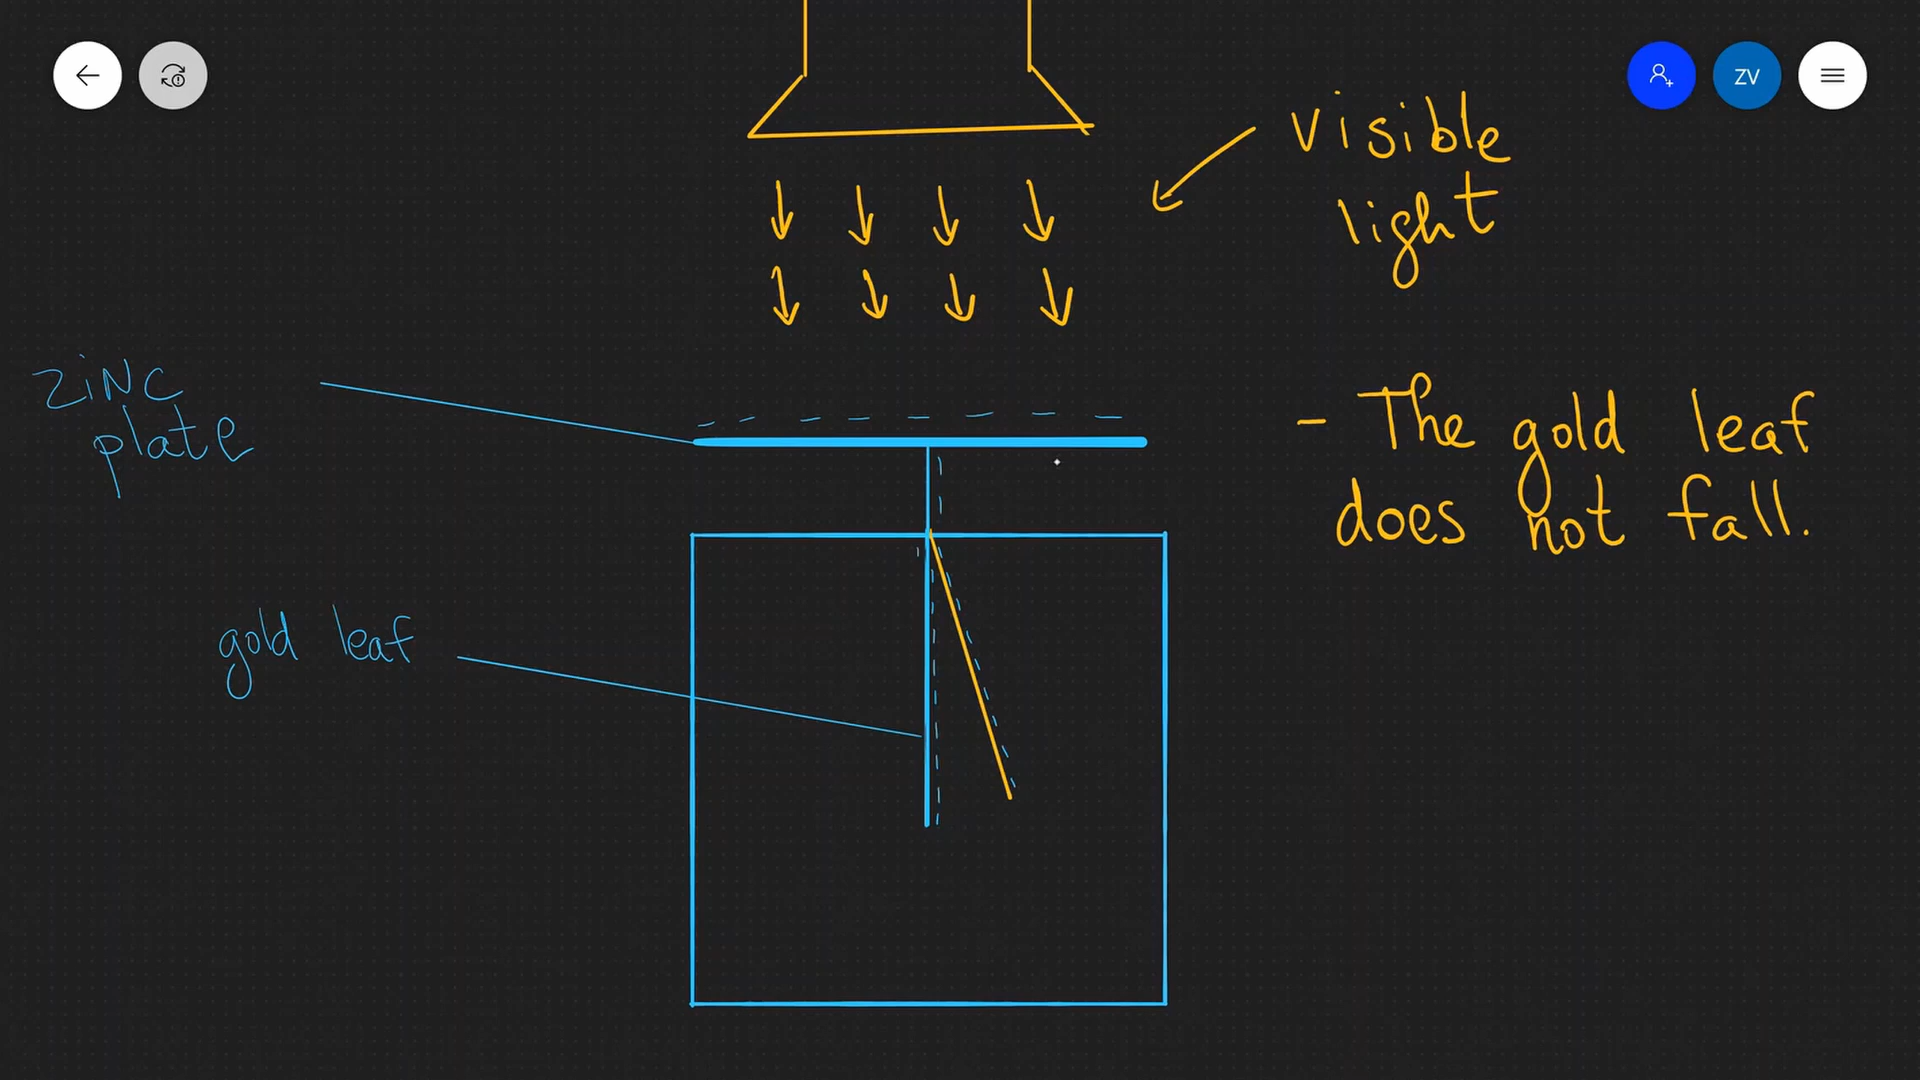 ZV
visible
light
zinc
plate
- The gold leaf
does not fall.
gold leaf